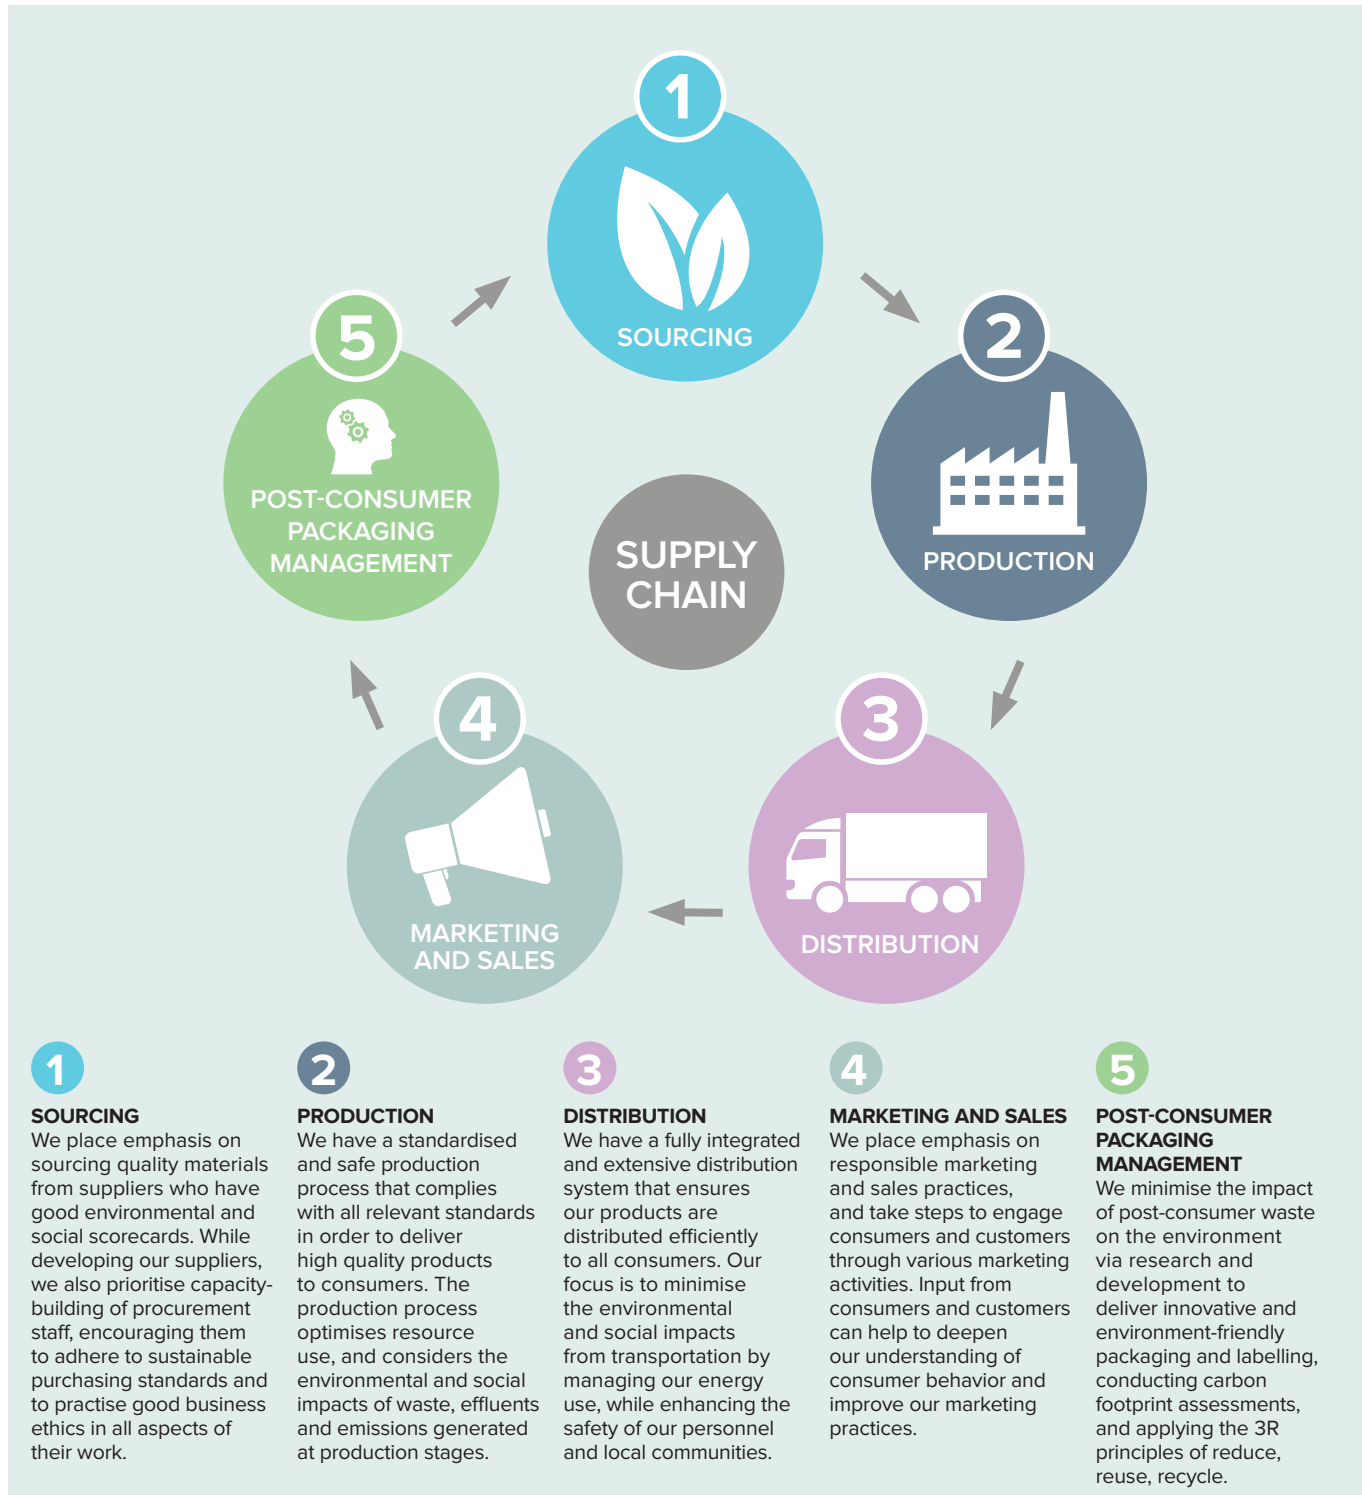 1
SOURCING
2
PRODUCTION
3
DISTRIBUTION
4
MARKETING
AND SALES
5
POST-CONSUMER
PACKAGING
MANAGEMENT
SUPPLY
CHAIN
1
SOURCING
We place emphasis on
sourcing quality materials
from suppliers who have
good environmental and
social scorecards. While
developing our suppliers,
we also prioritise capacity-
building of procurement
staff, encouraging them
to adhere to sustainable
purchasing standards and
to practise good business
ethics in all aspects of
their work.
2
PRODUCTION
We have a standardised
and safe production
process that complies
with all relevant standards
in order to deliver
high quality products
to consumers. The
production process
optimises resource
use, and considers the
environmental and social
impacts of waste, effluents
and emissions generated
at production stages.
3
DISTRIBUTION
We have a fully integrated
and extensive distribution
system that ensures
our products are
distributed efficiently
to all consumers. Our
focus is to minimise
the environmental
and social impacts
from transportation by
managing our energy
use, while enhancing the
safety of our personnel
and local communities.
4
MARKETING AND SALES
We place emphasis on
responsible marketing
and sales practices,
and take steps to engage
consumers and customers
through various marketing
activities. Input from
consumers and customers
can help to deepen
our understanding of
consumer behavior and
improve our marketing
practices.
5
POST-CONSUMER
PACKAGING
MANAGEMENT
We minimise the impact
of post-consumer waste
on the environment
via research and
development to
deliver innovative and
environment-friendly
packaging and labelling,
conducting carbon
footprint assessments,
and applying the 3R
principles of reduce,
reuse, recycle.